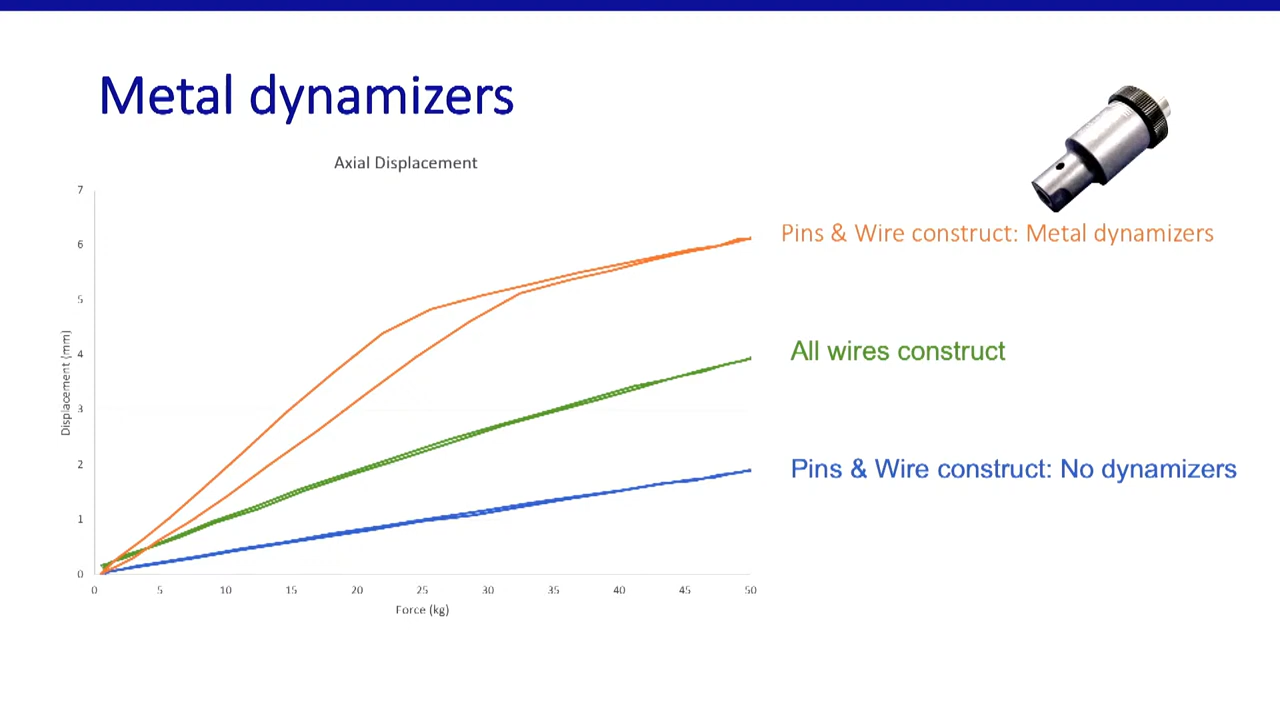 Metal dynamizers
Axial Displacement
7
6
5
4
3
2
1
0
Displacement (mm)
0 5 10 15 20 25 30 35 40 45 50
Force (kg)
Pins & Wire construct: Metal dynamizers
All wires construct
Pins & Wire construct: No dynamizers